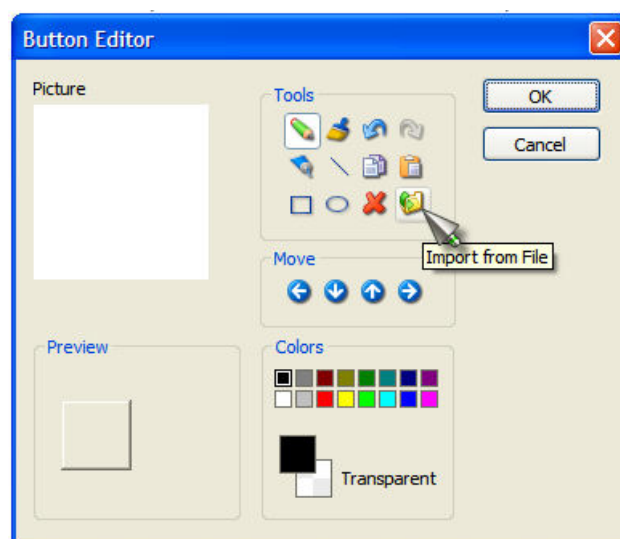 Button Editor
Picture
Tools
OK
Cancel
Import from File
Move
Preview
Colors
Transparent